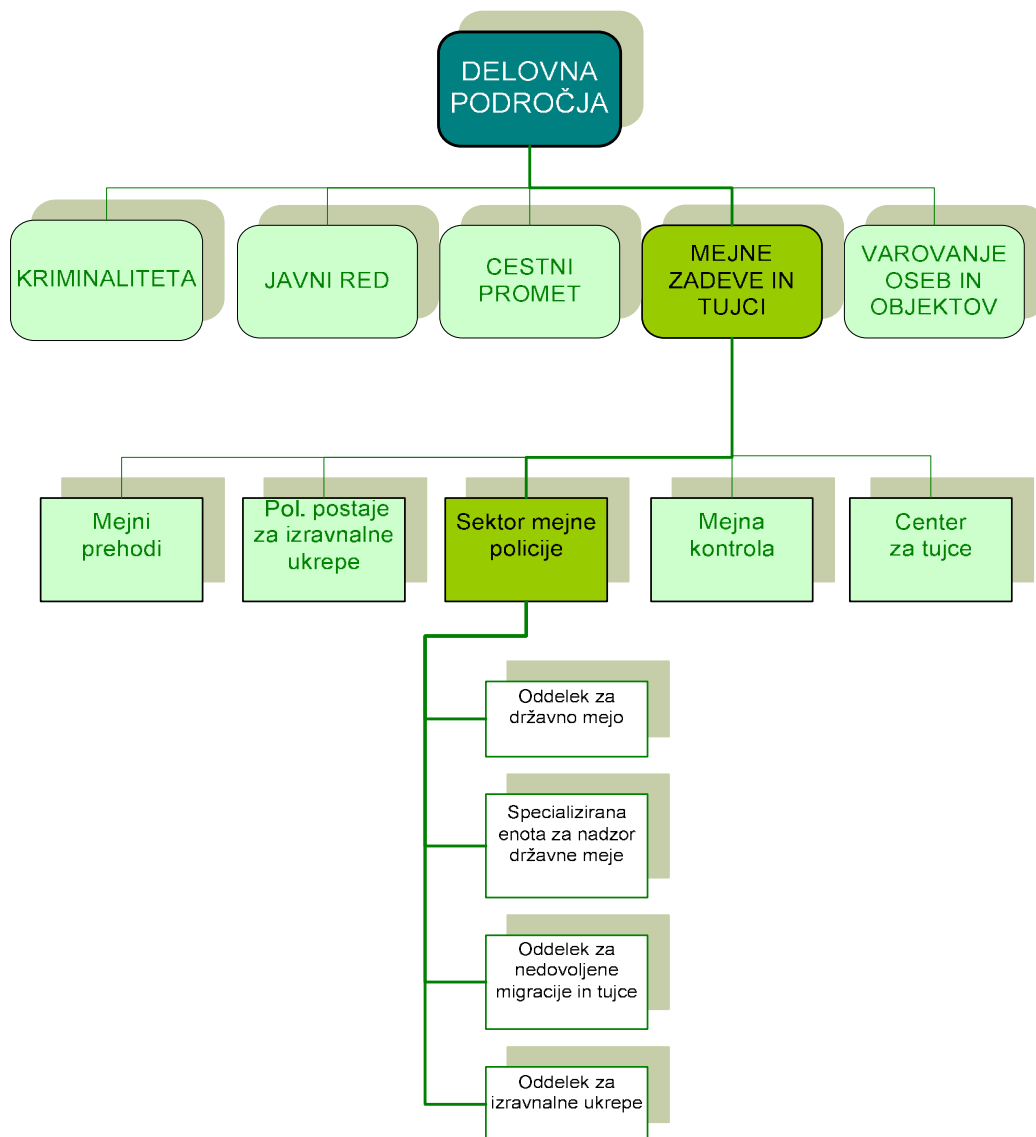 DELOVNA
PODROČJA
KRIMINALITETA
JAVNI RED
CESTNI
PROMET
MEJNE
ZADEVE IN
TUJCI
VAROVANJE
OSEB IN
OBJEKTOV
Mejni
prehodi
Pol. postaje
za izravnalne
ukrepe
Sektor mejne
policije
Mejna
kontrola
Center
za tujce
Oddelek za
državno mejo
Specializirana
enota za nadzor
državne meje
Oddelek za
nedovoljene
migracije in tujce
Oddelek za
izravnalne ukrepe